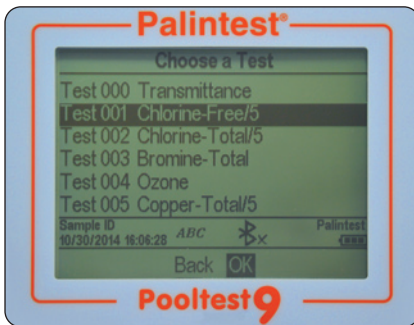 Palintest®
Choose a Test
Test 000 Transmittance
Test 001 Chlorine-Free/5
Test 002 Chlorine-Total/5
Test 003 Bromine-Total
Test 004 Ozone
Test 005 Copper-Total/5
Sample ID ABC Palintest
10/30/2014 16:06:28
Back OK
Pooltest 9